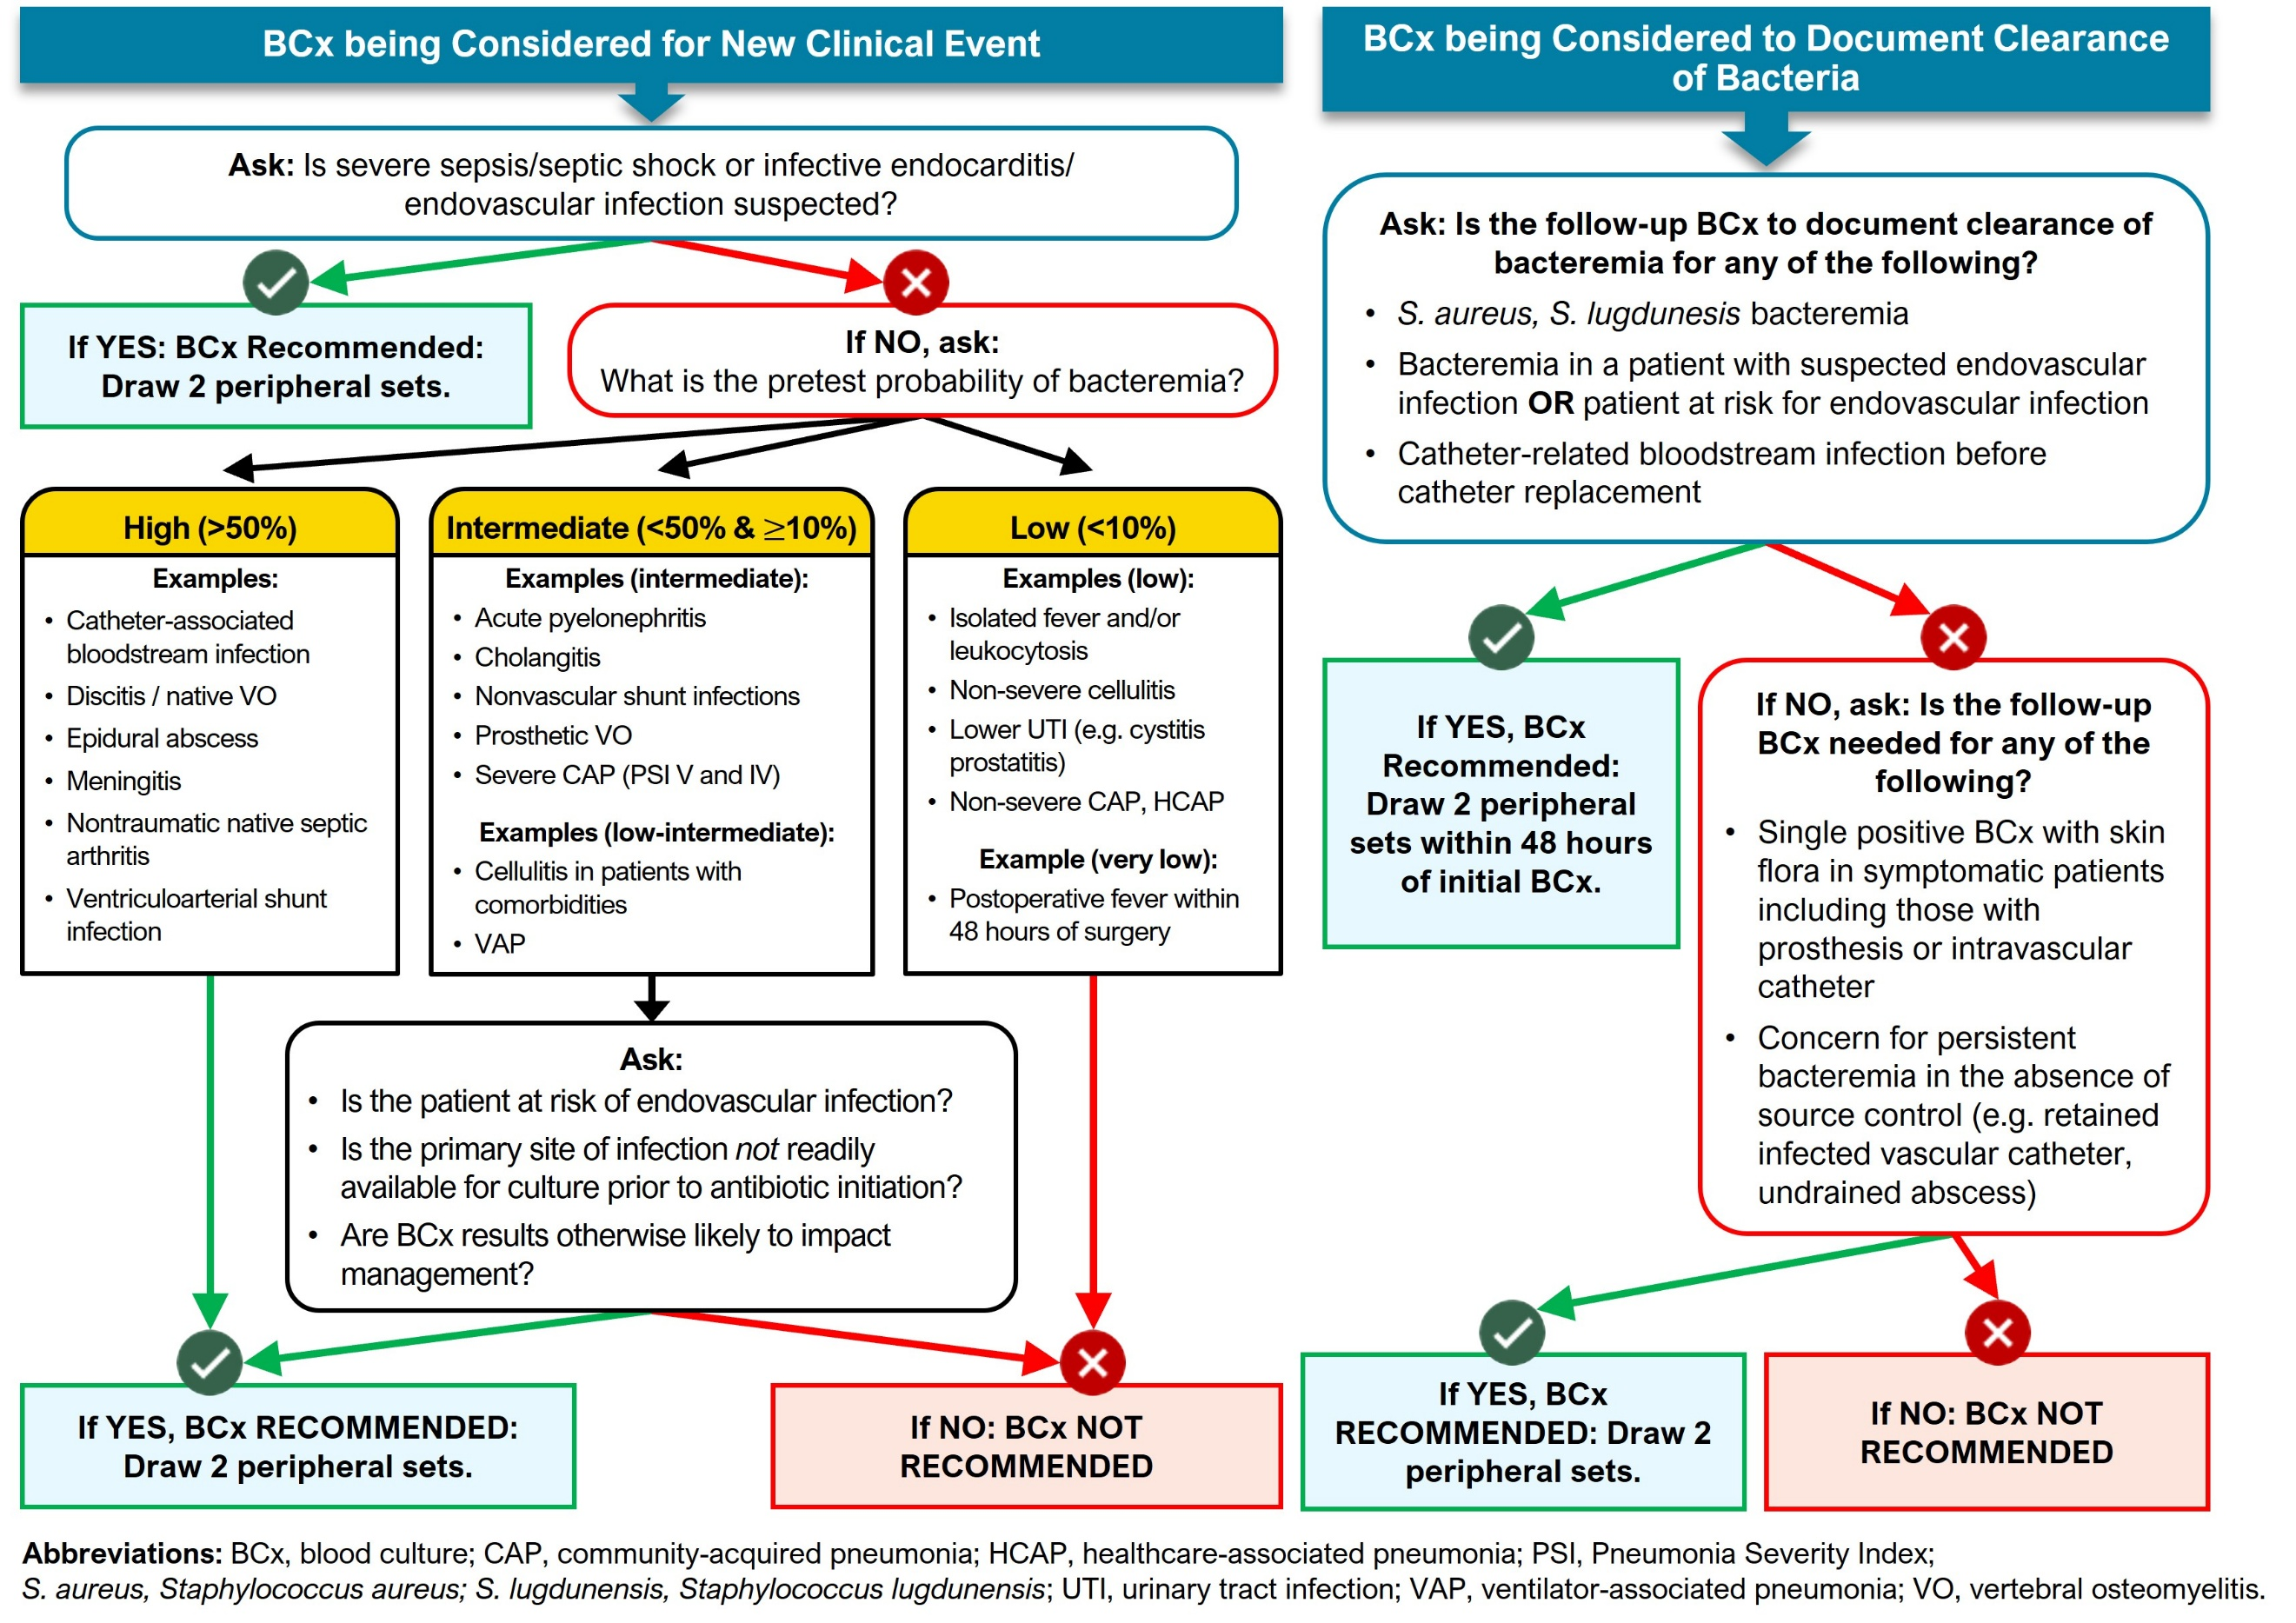 BCx being Considered for New Clinical Event
Ask: Is severe sepsis/septic shock or infective endocarditis/
endovascular infection suspected?
If YES: BCx Recommended:
Draw 2 peripheral sets.
If NO, ask:
What is the pretest probability of bacteremia?
High (>50%)
Examples:
• Catheter-associated
bloodstream infection
• Discitis / native VO
• Epidural abscess
• Meningitis
• Nontraumatic native septic
arthritis
• Ventriculoarterial shunt
infection
Intermediate (<50% & ≥10%)
Examples (intermediate):
• Acute pyelonephritis
• Cholangitis
• Nonvascular shunt infections
• Prosthetic VO
• Severe CAP (PSI V and IV)
Examples (low-intermediate):
• Cellulitis in patients with
comorbidities
• VAP
Low (<10%)
Examples (low):
• Isolated fever and/or
leukocytosis
• Non-severe cellulitis
• Lower UTI (e.g. cystitis
prostatitis)
• Non-severe CAP, HCAP
Example (very low):
• Postoperative fever within
48 hours of surgery
Ask:
• Is the patient at risk of endovascular infection?
• Is the primary site of infection not readily
available for culture prior to antibiotic initiation?
• Are BCx results otherwise likely to impact
management?
If YES, BCx RECOMMENDED:
Draw 2 peripheral sets.
If NO: BCx NOT
RECOMMENDED
BCx being Considered to Document Clearance
of Bacteria
Ask: Is the follow-up BCx to document clearance of
bacteremia for any of the following?
• S. aureus, S. lugdunesis bacteremia
• Bacteremia in a patient with suspected endovascular
infection OR patient at risk for endovascular infection
• Catheter-related bloodstream infection before
catheter replacement
If YES, BCx
Recommended:
Draw 2 peripheral
sets within 48 hours
of initial BCx.
If NO, ask: Is the follow-up
BCx needed for any of the
following?
• Single positive BCx with skin
flora in symptomatic patients
including those with
prosthesis or intravascular
catheter
• Concern for persistent
bacteremia in the absence of
source control (e.g. retained
infected vascular catheter,
undrained abscess)
If YES, BCx
RECOMMENDED: Draw 2
peripheral sets.
If NO: BCx NOT
RECOMMENDED
Abbreviations: BCx, blood culture; CAP, community-acquired pneumonia; HCAP, healthcare-associated pneumonia; PSI, Pneumonia Severity Index;
S. aureus, Staphylococcus aureus; S. lugdunensis, Staphylococcus lugdunensis; UTI, urinary tract infection; VAP, ventilator-associated pneumonia; VO, vertebral osteomyelitis.